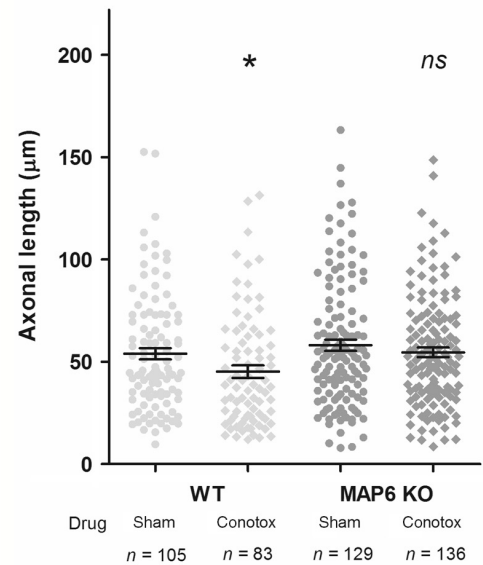 Axonal length (µm)
200
150
100
50
0
*
ns
WT MAP6 KO
Drug Sham Conotox Sham Conotox
n = 105 n = 83 n = 129 n = 136